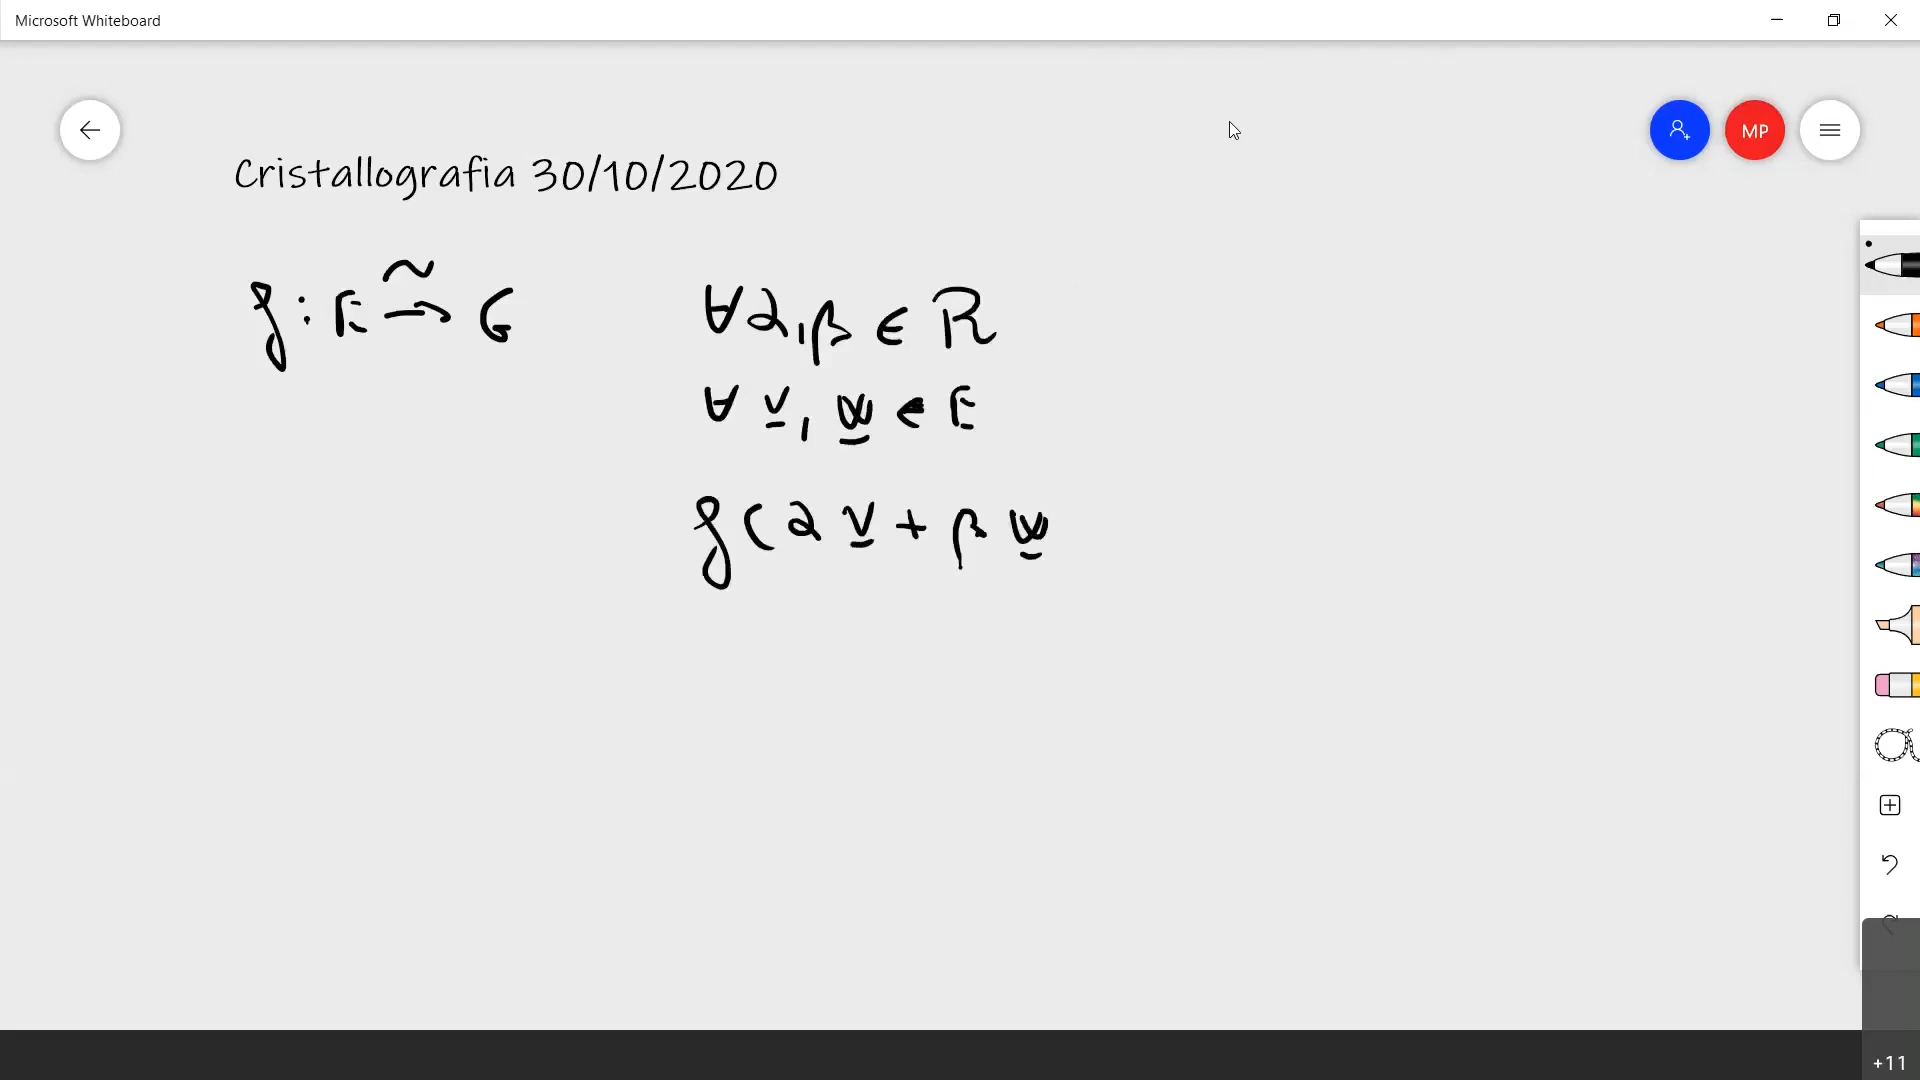 Microsoft Whiteboard
MP
Cristallografia 30/10/2020
f : E →̃ G
∀ α, β ∈ R
∀ v̲, w̲ ∈ E
f(α v̲ + β w̲
+11